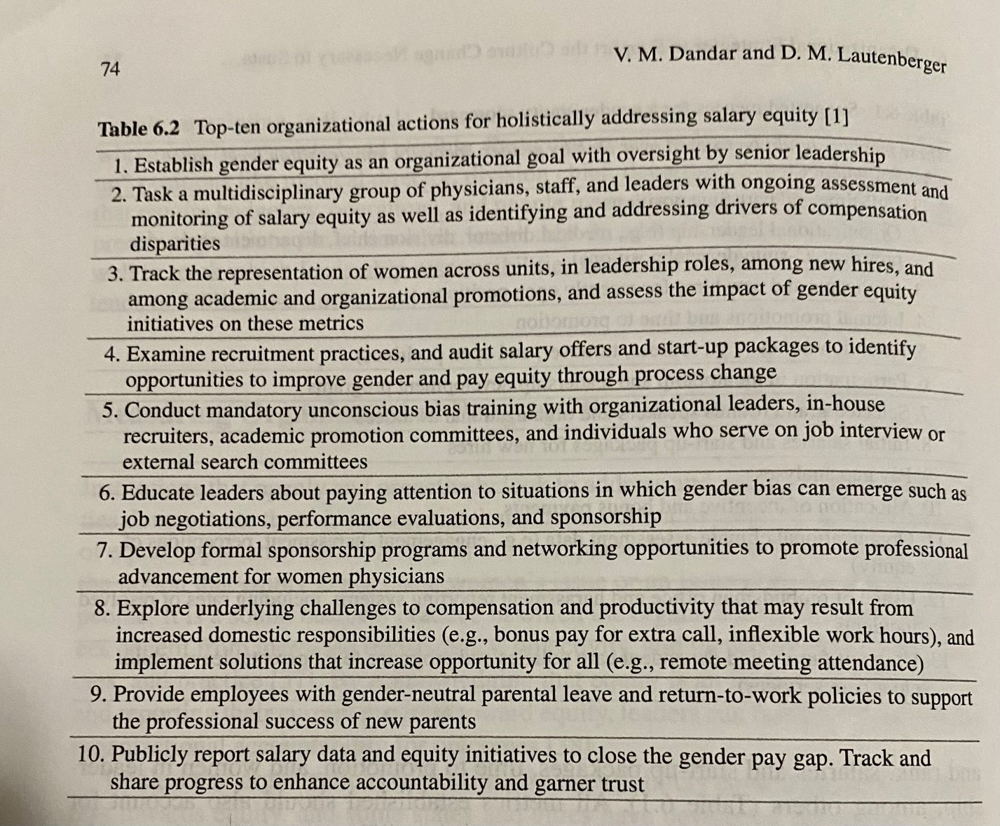 74
V. M. Dandar and D. M. Lautenberger
Table 6.2 Top-ten organizational actions for holistically addressing salary equity [1]
1. Establish gender equity as an organizational goal with oversight by senior leadership
2. Task a multidisciplinary group of physicians, staff, and leaders with ongoing assessment and
monitoring of salary equity as well as identifying and addressing drivers of compensation
disparities
3. Track the representation of women across units, in leadership roles, among new hires, and
among academic and organizational promotions, and assess the impact of gender equity
initiatives on these metrics
4. Examine recruitment practices, and audit salary offers and start-up packages to identify
opportunities to improve gender and pay equity through process change
5. Conduct mandatory unconscious bias training with organizational leaders, in-house
recruiters, academic promotion committees, and individuals who serve on job interview or
external search committees
6. Educate leaders about paying attention to situations in which gender bias can emerge such as
job negotiations, performance evaluations, and sponsorship
7. Develop formal sponsorship programs and networking opportunities to promote professional
advancement for women physicians
8. Explore underlying challenges to compensation and productivity that may result from
increased domestic responsibilities (e.g., bonus pay for extra call, inflexible work hours), and
implement solutions that increase opportunity for all (e.g., remote meeting attendance)
9. Provide employees with gender-neutral parental leave and return-to-work policies to support
the professional success of new parents
10. Publicly report salary data and equity initiatives to close the gender pay gap. Track and
share progress to enhance accountability and garner trust